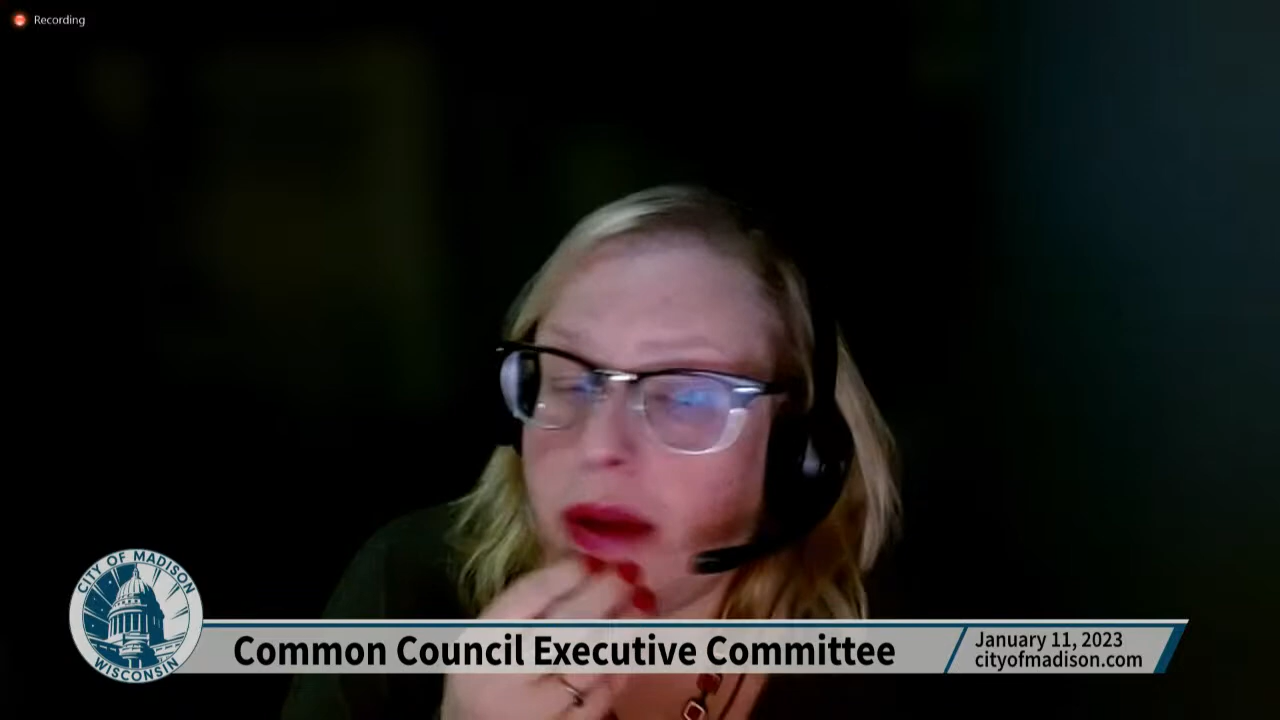 Recording
CITY OF MADISON
WISCONSIN
Common Council Executive Committee
January 11, 2023
cityofmadison.com